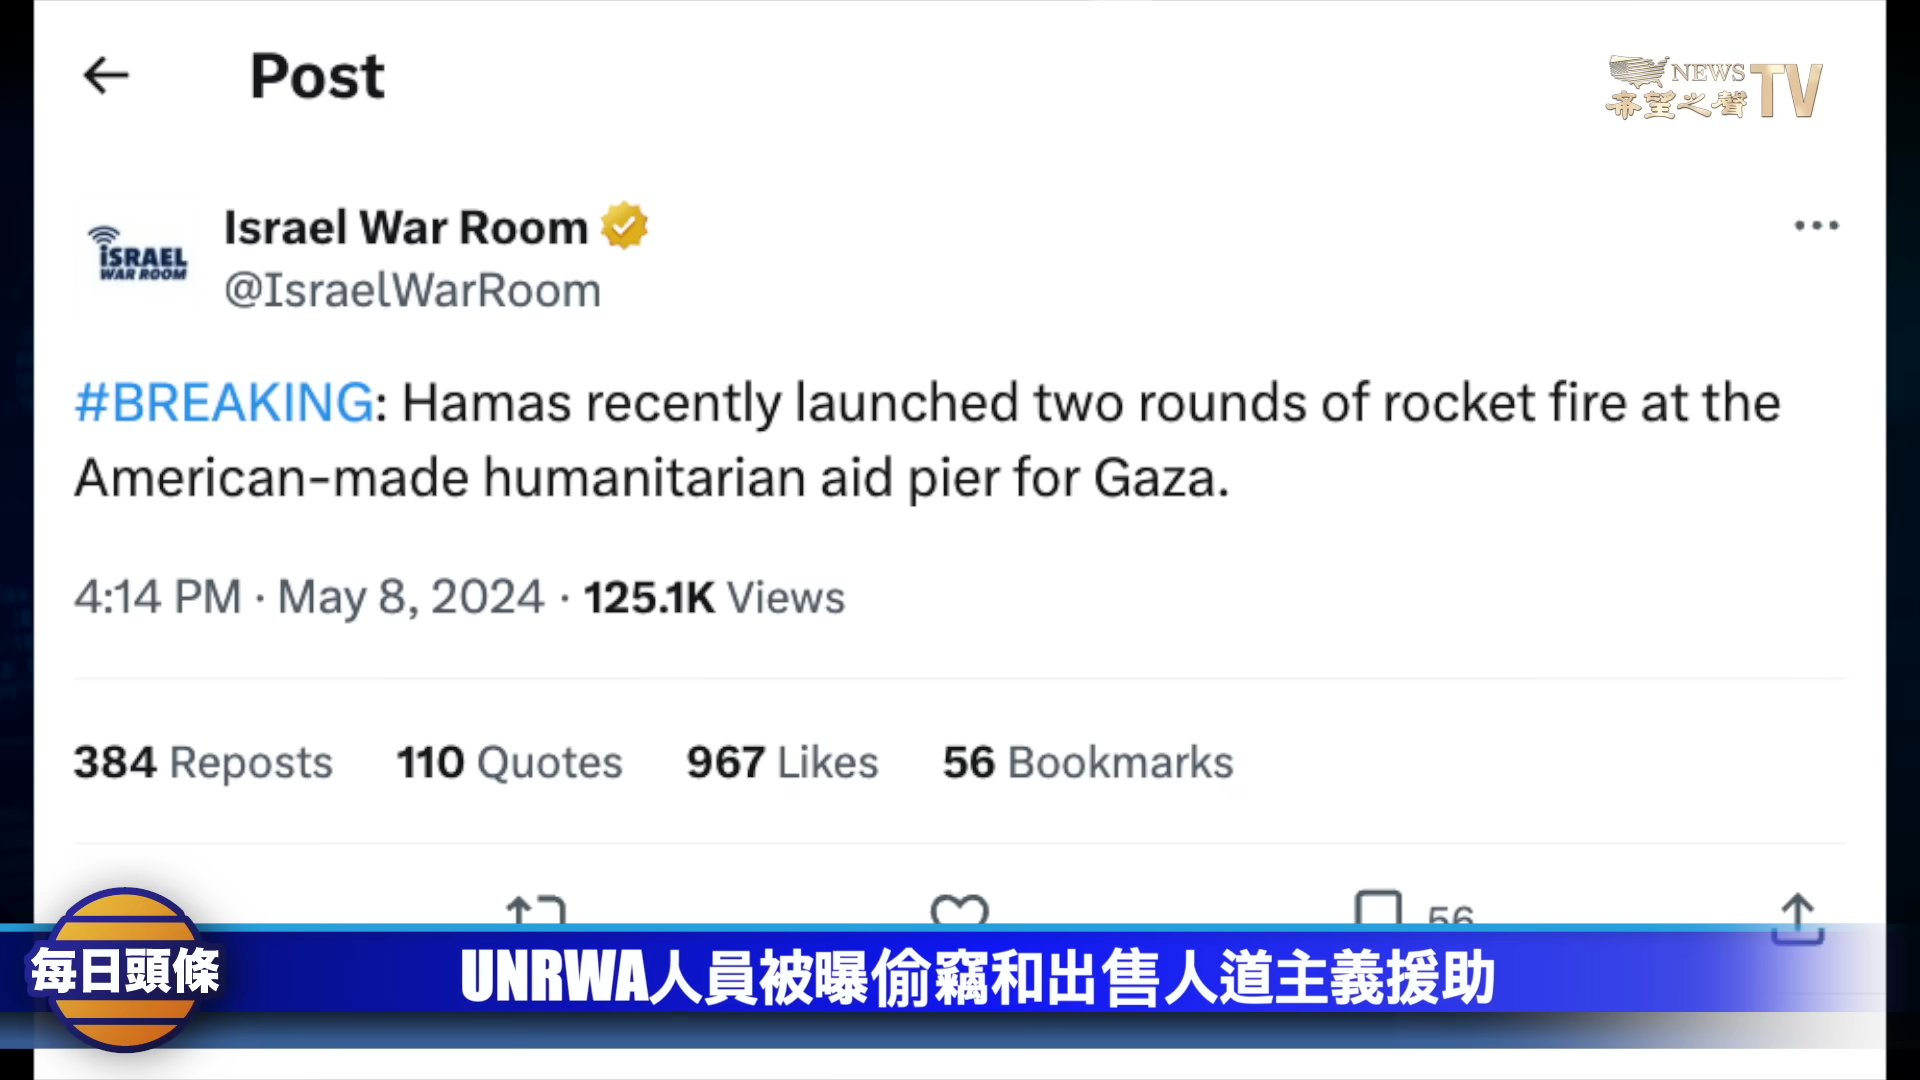 Post
NEWS
希望之聲TV
ISRAEL
WAR ROOM
Israel War Room
@IsraelWarRoom
#BREAKING: Hamas recently launched two rounds of rocket fire at the
American-made humanitarian aid pier for Gaza.
4:14 PM · May 8, 2024 · 125.1K Views
384 Reposts 110 Quotes 967 Likes 56 Bookmarks
56
每日頭條
UNRWA人員被曝偷竊和出售人道主義援助